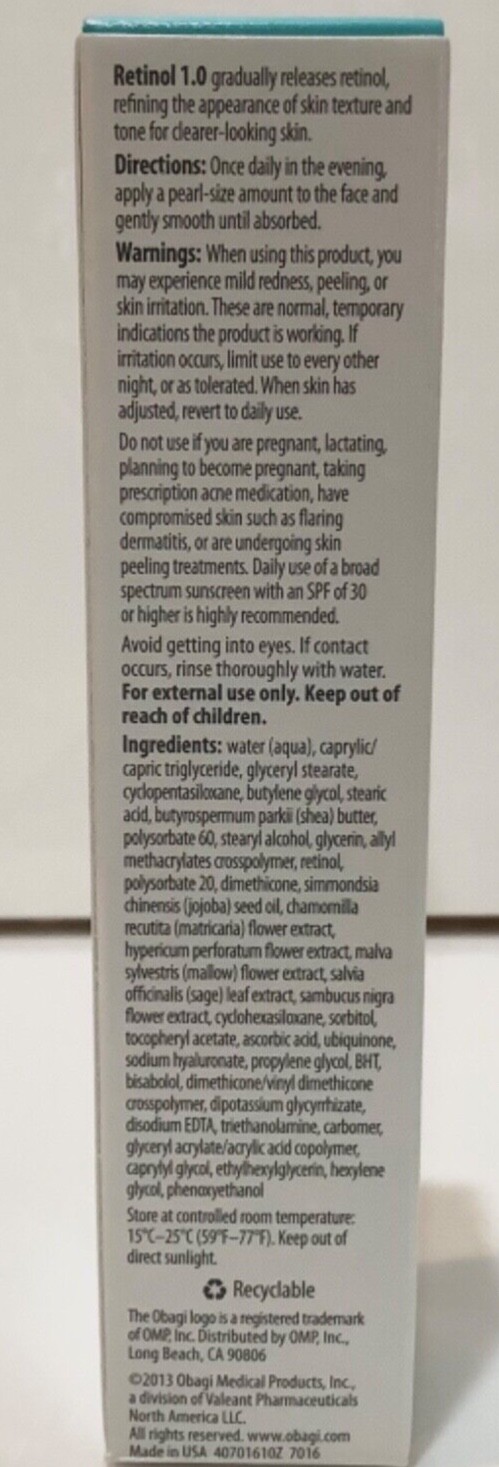 Retinol 1.0 gradually releases retinol,
refining the appearance of skin texture and
tone for clearer-looking skin.
Directions: Once daily in the evening,
apply a pearl-size amount to the face and
gently smooth until absorbed.
Warnings: When using this product, you
may experience mild redness, peeling, or
skin irritation. These are normal, temporary
indications the product is working. If
irritation occurs, limit use to every other
night, or as tolerated. When skin has
adjusted, revert to daily use.
Do not use if you are pregnant, lactating,
planning to become pregnant, taking
prescription acne medication, have
compromised skin such as flaring
dermatitis, or are undergoing skin
peeling treatments. Daily use of a broad
spectrum sunscreen with an SPF of 30
or higher is highly recommended.
Avoid getting into eyes. If contact
occurs, rinse thoroughly with water.
For external use only. Keep out of
reach of children.
Ingredients: water (aqua), caprylic/
capric triglyceride, glyceryl stearate,
cyclopentasiloxane, butylene glycol, stearic
acid, butyrospermum parkii (shea) butter,
polysorbate 60, stearyl alcohol, glycerin, allyl
methacrylates crosspolymer, retinol,
polysorbate 20, dimethicone, simmondsia
chinensis (jojoba) seed oil, chamomilla
recutita (matricaria) flower extract,
hypericum perforatum flower extract, malva
sylvestris (mallow) flower extract, salvia
officinalis (sage) leaf extract, sambucus nigra
flower extract, cyclohexasiloxane, sorbitol,
tocopheryl acetate, ascorbic acid, ubiquinone,
sodium hyaluronate, propylene glycol, BHT,
bisabolol, dimethicone/vinyl dimethicone
crosspolymer, dipotassium glycyrrhizate,
disodium EDTA, triethanolamine, carbomer,
glyceryl acrylate/acrylic acid copolymer,
caprylyl glycol, ethylhexylglycerin, hexylene
glycol, phenoxyethanol
Store at controlled room temperature:
15°C–25°C (59°F–77°F). Keep out of
direct sunlight.
Recyclable
The Obagi logo is a registered trademark
of OMP, Inc. Distributed by OMP, Inc.,
Long Beach, CA 90806
©2013 Obagi Medical Products, Inc.,
a division of Valeant Pharmaceuticals
North America LLC.
All rights reserved. www.obagi.com
Made in USA 40701610Z 7016